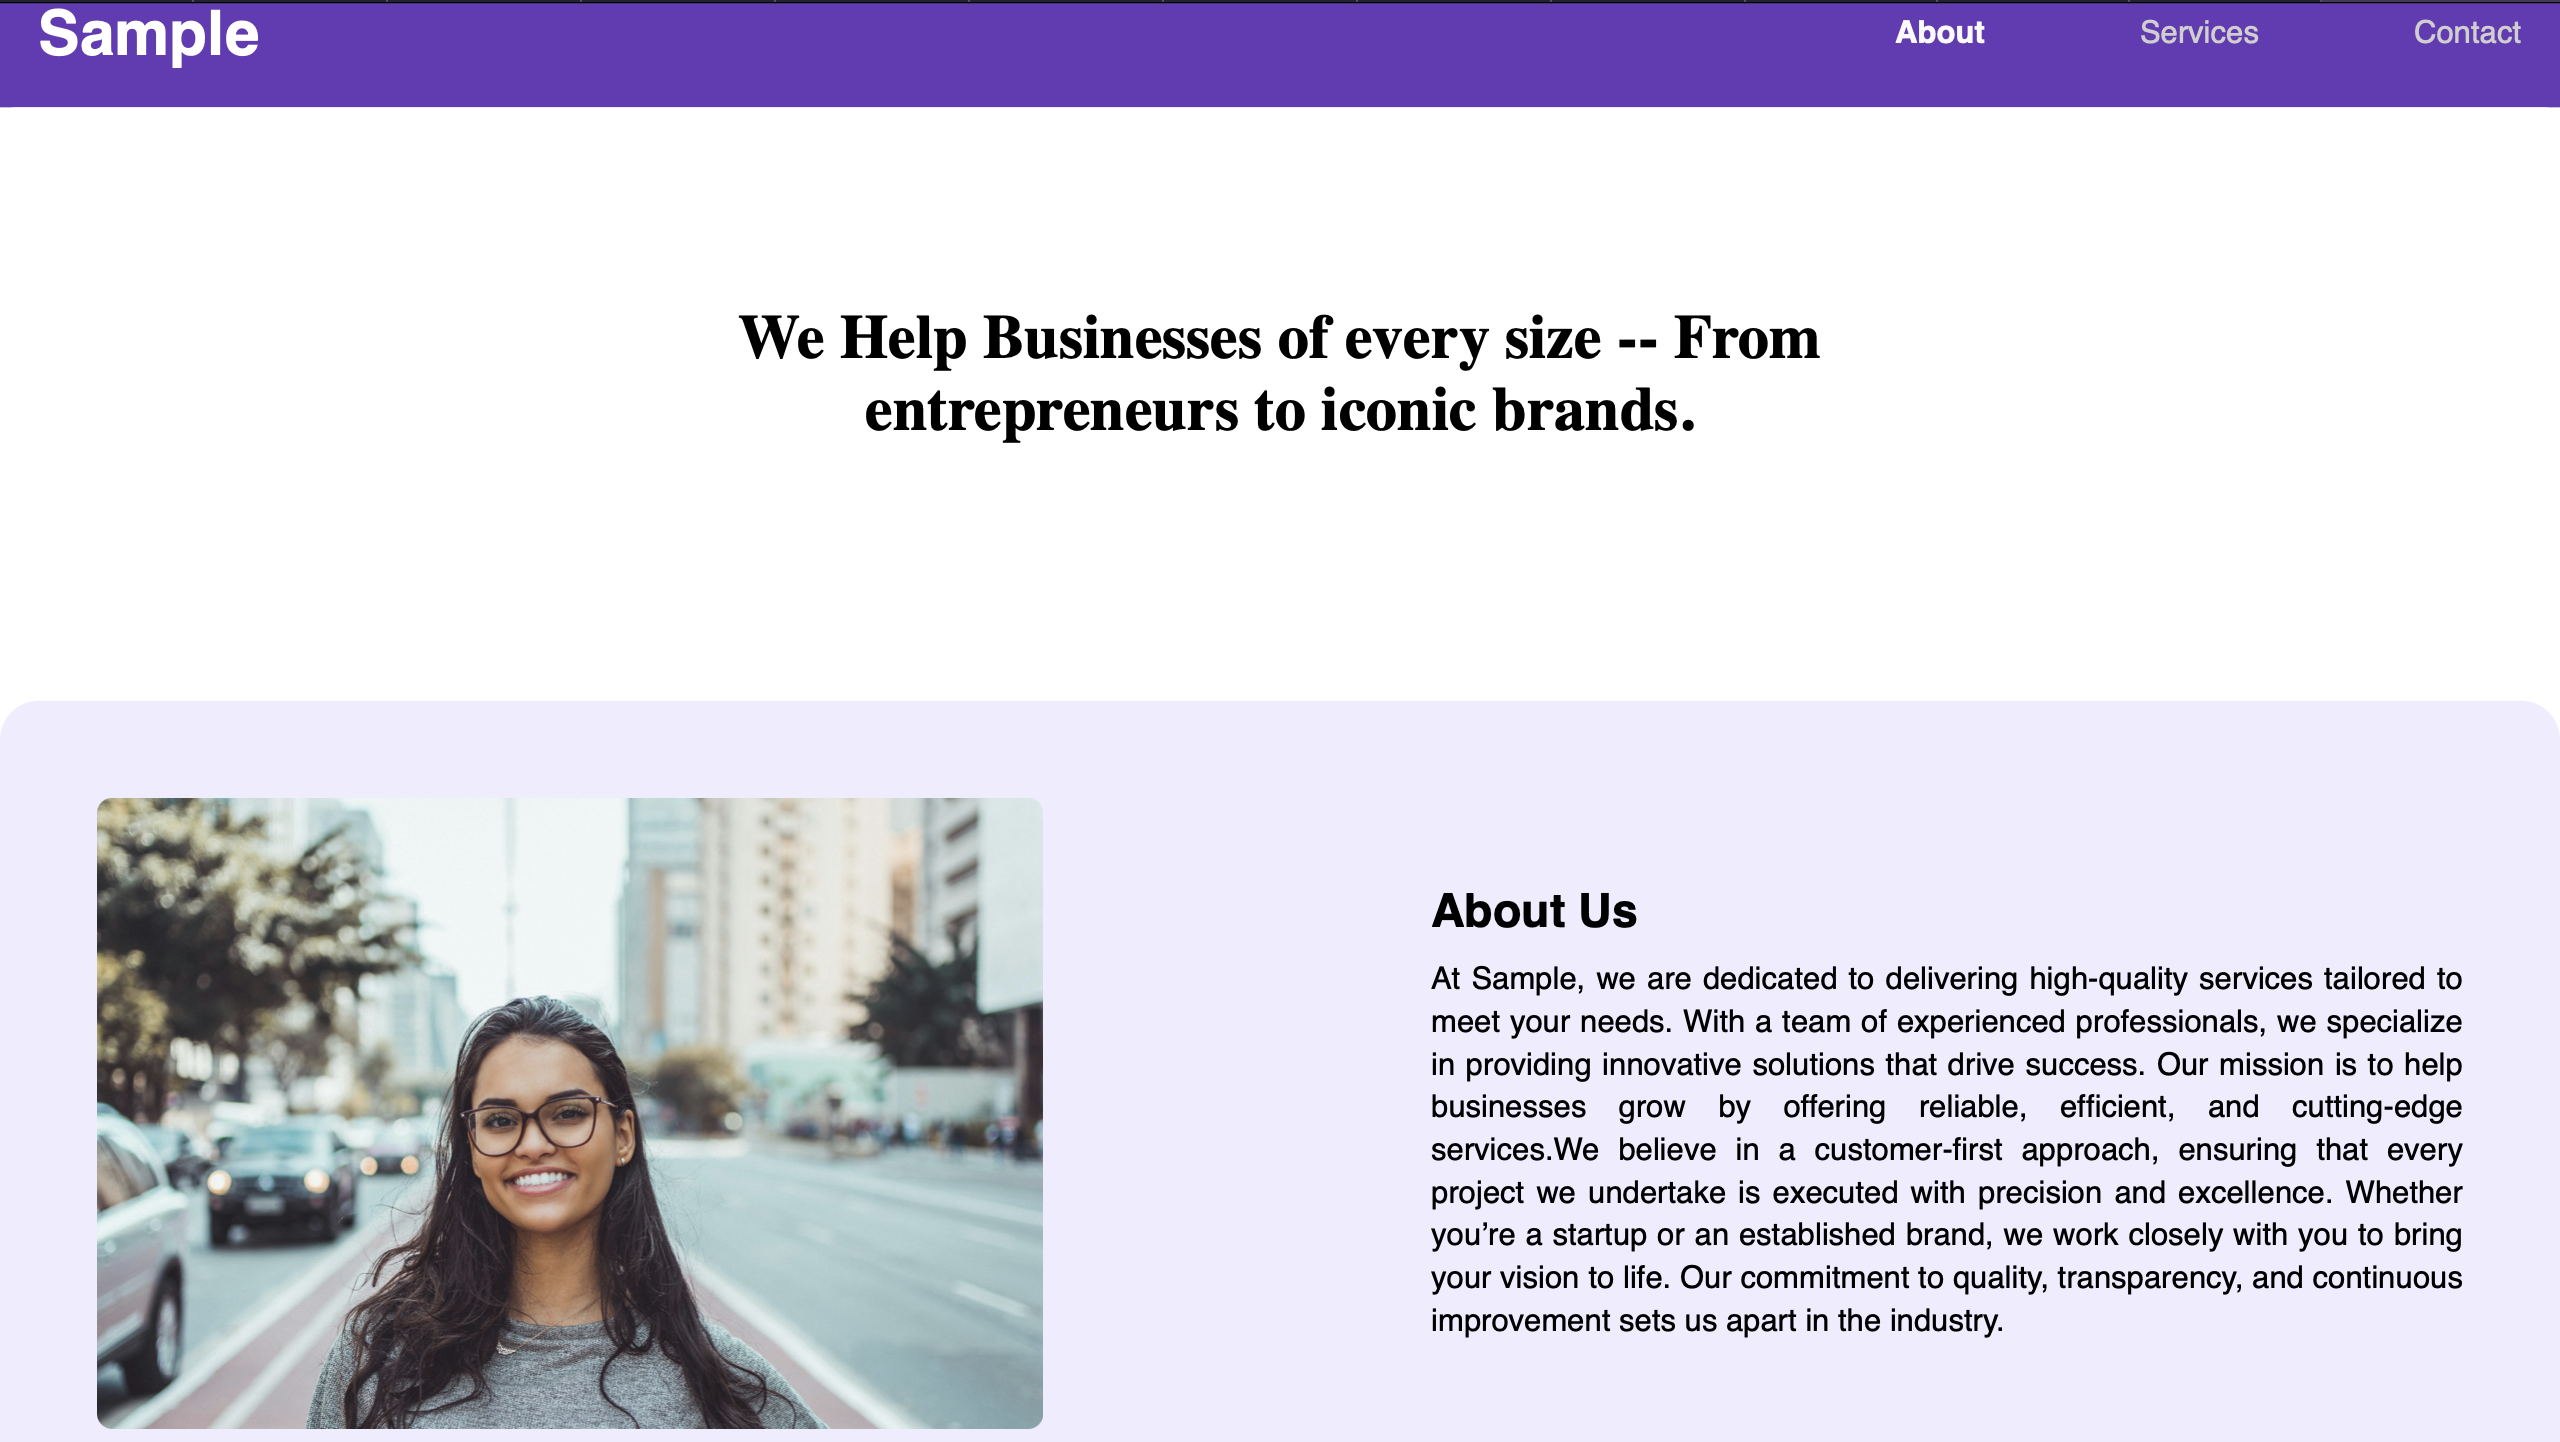 Sample
About Services Contact
We Help Businesses of every size -- From
entrepreneurs to iconic brands.
About Us
At Sample, we are dedicated to delivering high-quality services tailored to
meet your needs. With a team of experienced professionals, we specialize
in providing innovative solutions that drive success. Our mission is to help
businesses grow by offering reliable, efficient, and cutting-edge
services.We believe in a customer-first approach, ensuring that every
project we undertake is executed with precision and excellence. Whether
you’re a startup or an established brand, we work closely with you to bring
your vision to life. Our commitment to quality, transparency, and continuous
improvement sets us apart in the industry.